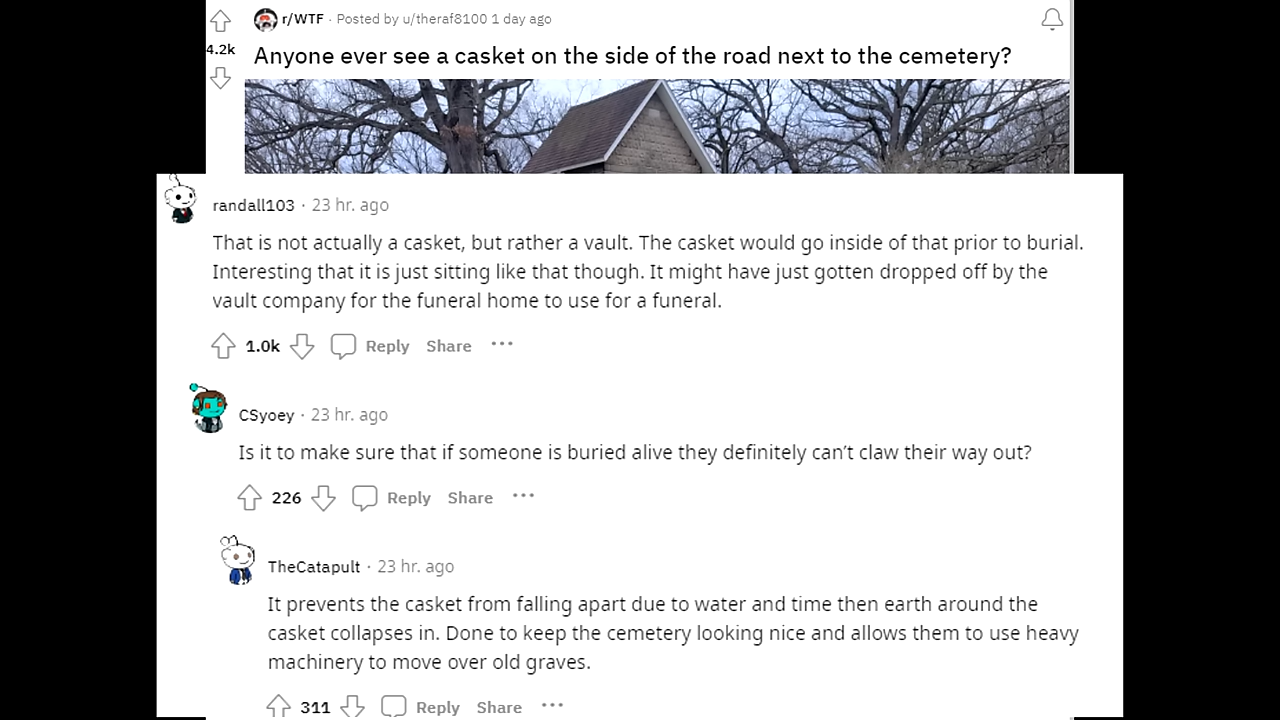 r/WTF · Posted by u/theraf8100 1 day ago
4.2k
Anyone ever see a casket on the side of the road next to the cemetery?
randall103 · 23 hr. ago
That is not actually a casket, but rather a vault. The casket would go inside of that prior to burial.
Interesting that it is just sitting like that though. It might have just gotten dropped off by the
vault company for the funeral home to use for a funeral.
1.0k Reply Share ···
CSyoey · 23 hr. ago
Is it to make sure that if someone is buried alive they definitely can’t claw their way out?
226 Reply Share ···
TheCatapult · 23 hr. ago
It prevents the casket from falling apart due to water and time then earth around the
casket collapses in. Done to keep the cemetery looking nice and allows them to use heavy
machinery to move over old graves.
311 Reply Share ···